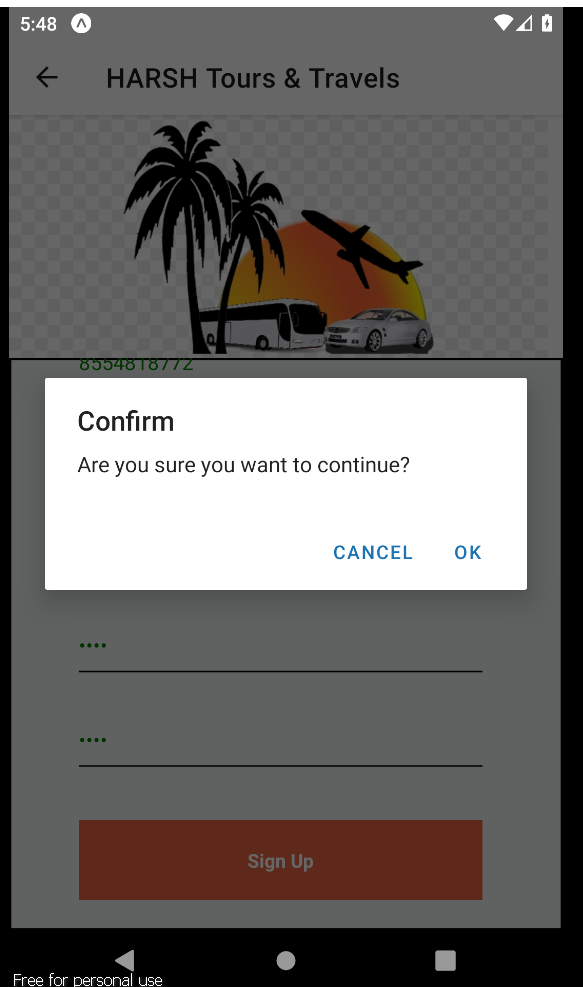 5:48
HARSH Tours & Travels
8554818772
Confirm
Are you sure you want to continue?
CANCEL OK
••••
••••
Sign Up
Free for personal use